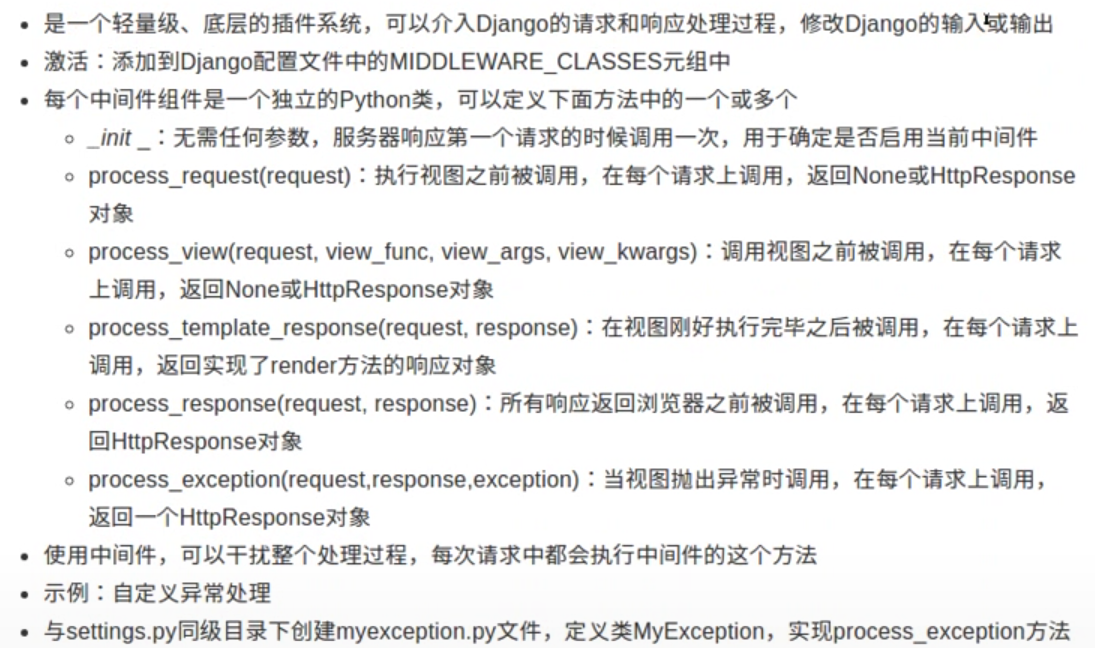 是一个轻量级、底层的插件系统，可以介入Django的请求和响应处理过程，修改Django的输入或输出
激活：添加到Django配置文件中的MIDDLEWARE_CLASSES元组中
每个中间件组件是一个独立的Python类，可以定义下面方法中的一个或多个
_init _：无需任何参数，服务器响应第一个请求的时候调用一次，用于确定是否启用当前中间件
process_request(request)：执行视图之前被调用，在每个请求上调用，返回None或HttpResponse
对象
process_view(request, view_func, view_args, view_kwargs)：调用视图之前被调用，在每个请求
上调用，返回None或HttpResponse对象
process_template_response(request, response)：在视图刚好执行完毕之后被调用，在每个请求上
调用，返回实现了render方法的响应对象
process_response(request, response)：所有响应返回浏览器之前被调用，在每个请求上调用，返
回HttpResponse对象
process_exception(request,response,exception)：当视图抛出异常时调用，在每个请求上调用，
返回一个HttpResponse对象
使用中间件，可以干扰整个处理过程，每次请求中都会执行中间件的这个方法
示例：自定义异常处理
与settings.py同级目录下创建myexception.py文件，定义类MyException，实现process_exception方法